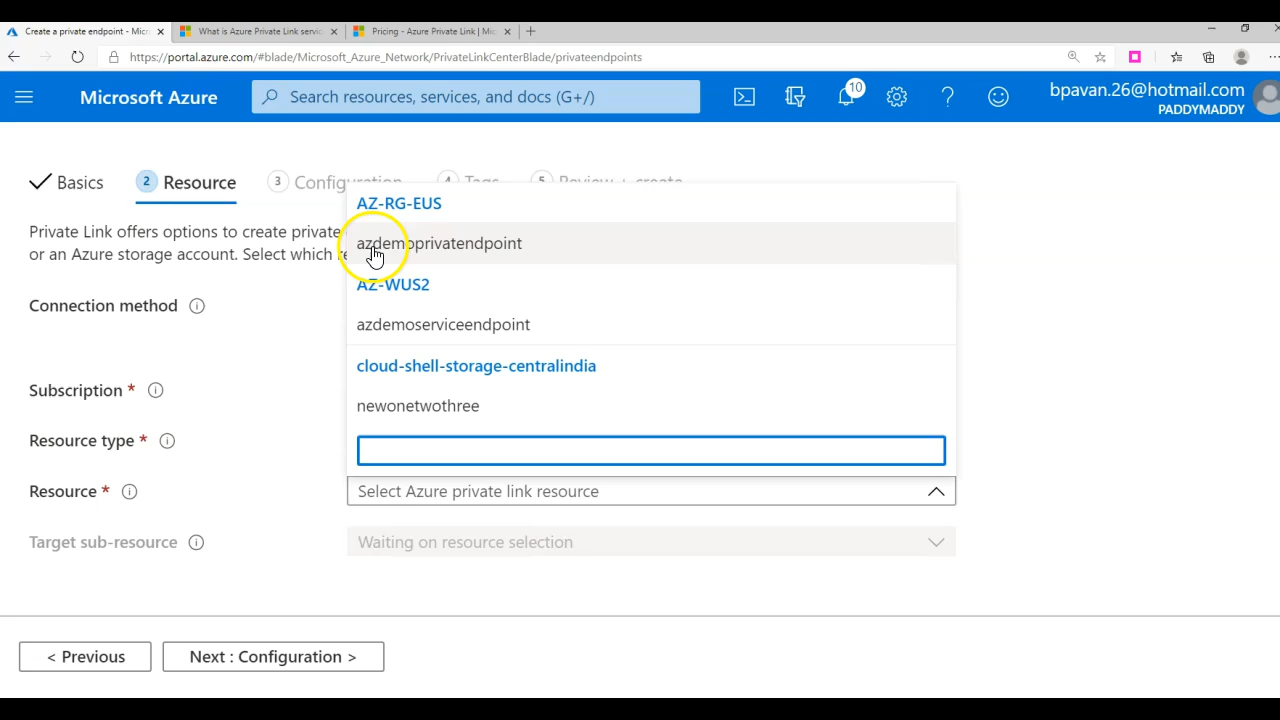 Create a private endpoint - Micr
What is Azure Private Link servic
Pricing - Azure Private Link | Mic
https://portal.azure.com/#blade/Microsoft_Azure_Network/PrivateLinkCenterBlade/privateendpoints
Microsoft Azure
Search resources, services, and docs (G+/)
10
bpavan.26@hotmail.com
PADDYMADDY
Basics
2 Resource
3 Configuration
4 Tags
5 Review + create
Private Link offers options to create private
or an Azure storage account. Select which re
AZ-RG-EUS
azdemoprivatendpoint
AZ-WUS2
azdemoserviceendpoint
cloud-shell-storage-centralindia
newonetwothree
Connection method
Subscription *
Resource type *
Resource *
Select Azure private link resource
Target sub-resource
Waiting on resource selection
< Previous
Next : Configuration >